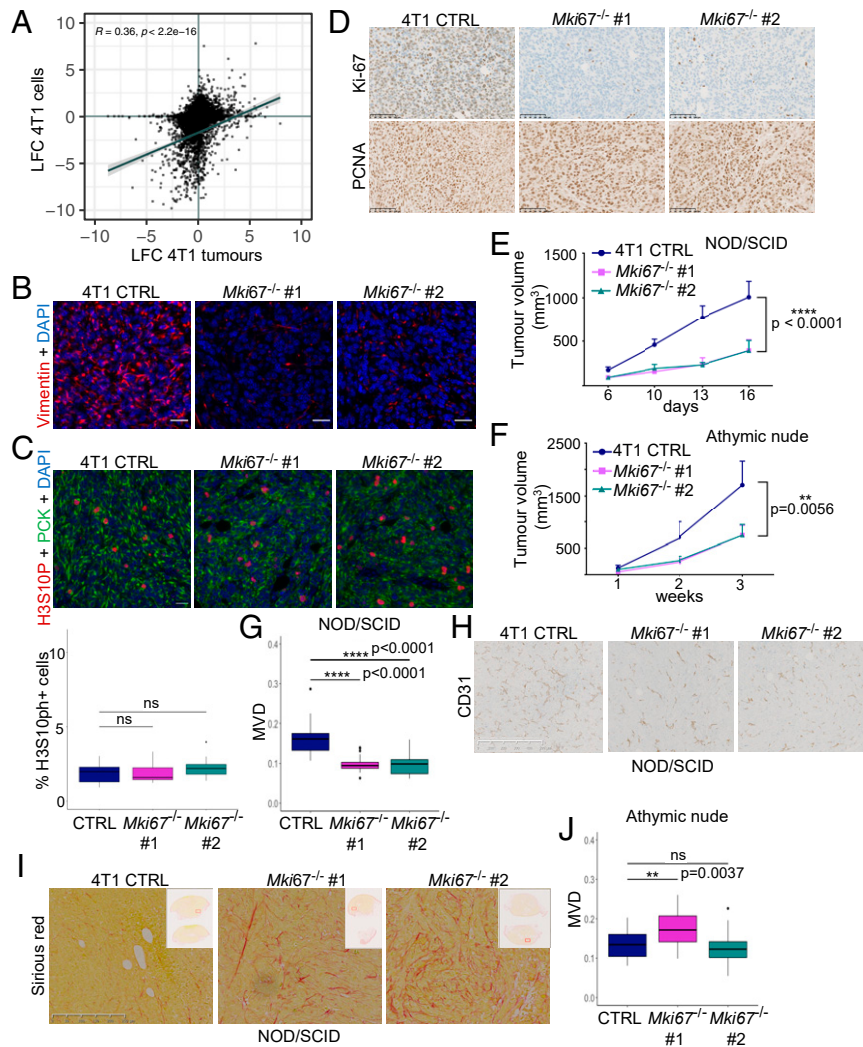 A
R = 0.36, p < 2.2e−16
LFC 4T1 cells
10
5
0
−5
−10
−10
−5
0
5
10
LFC 4T1 tumours
B
4T1 CTRL
Mki67-/- #1
Mki67-/- #2
Vimentin + DAPI
C
4T1 CTRL
Mki67-/- #1
Mki67-/- #2
H3S10P + PCK + DAPI
% H3S10ph+ cells
10
5
0
ns
ns
CTRL
Mki67-/-
#1
Mki67-/-
#2
D
4T1 CTRL
Mki67-/- #1
Mki67-/- #2
Ki-67
PCNA
E
NOD/SCID
4T1 CTRL
Mki67-/- #1
Mki67-/- #2
Tumour volume
(mm3)
1500
1000
500
6
10
13
16
days
****
p < 0.0001
F
Athymic nude
4T1 CTRL
Mki67-/- #1
Mki67-/- #2
Tumour volume
(mm3)
2500
1500
500
1
2
3
weeks
**
p=0.0056
G
NOD/SCID
MVD
0.4
0.3
0.2
0.1
0.0
**** p<0.0001
**** p<0.0001
CTRL
Mki67-/-
#1
Mki67-/-
#2
H
4T1 CTRL
Mki67-/- #1
Mki67-/- #2
CD31
NOD/SCID
I
4T1 CTRL
Mki67-/- #1
Mki67-/- #2
Sirious red
NOD/SCID
J
Athymic nude
MVD
0.4
0.3
0.2
0.1
0.0
ns
** p=0.0037
CTRL
Mki67-/-
#1
Mki67-/-
#2